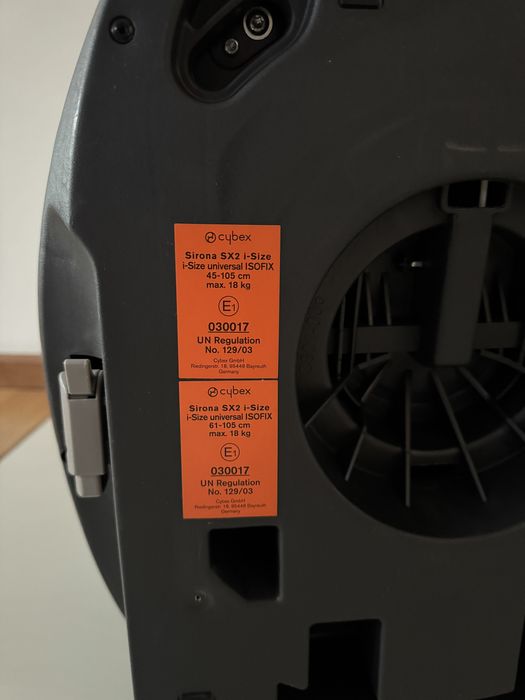 cybex
Sirona SX2 i-Size
i-Size universal ISOFIX
45-105 cm
max. 18 kg
E1
030017
UN Regulation
No. 129/03
Cybex GmbH
Riedingerstr. 18, 95448 Bayreuth
Germany
cybex
Sirona SX2 i-Size
i-Size universal ISOFIX
61-105 cm
max. 18 kg
E1
030017
UN Regulation
No. 129/03
Cybex GmbH
Riedingerstr. 18, 95448 Bayreuth
Germany